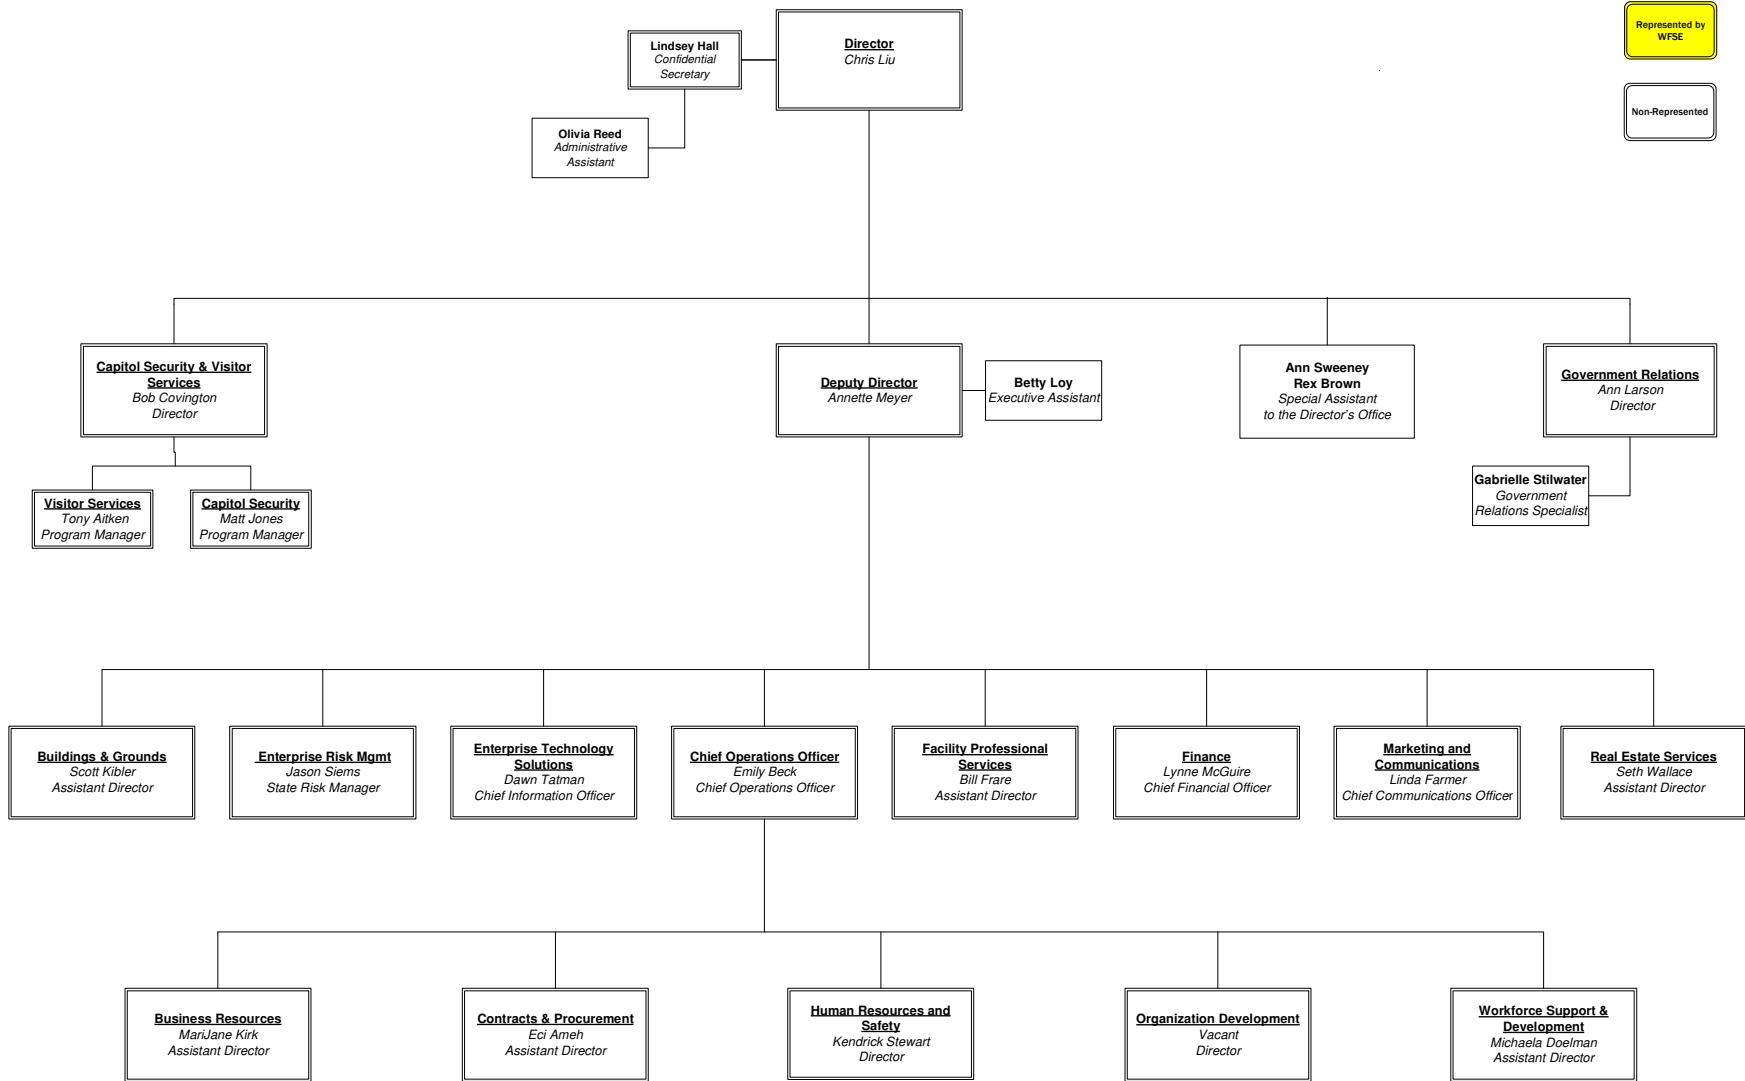 Represented by
WFSE
Non-Represented
Director
Chris Liu
Lindsey Hall
Confidential
Secretary
Olivia Reed
Administrative
Assistant
Capitol Security & Visitor
Services
Bob Covington
Director
Deputy Director
Annette Meyer
Betty Loy
Executive Assistant
Ann Sweeney
Rex Brown
Special Assistant
to the Director's Office
Government Relations
Ann Larson
Director
Visitor Services
Tony Aitken
Program Manager
Capitol Security
Matt Jones
Program Manager
Gabrielle Stilwater
Government
Relations Specialist
Buildings & Grounds
Scott Kibler
Assistant Director
Enterprise Risk Mgmt
Jason Siems
State Risk Manager
Enterprise Technology
Solutions
Dawn Tatman
Chief Information Officer
Chief Operations Officer
Emily Beck
Chief Operations Officer
Facility Professional
Services
Bill Frare
Assistant Director
Finance
Lynne McGuire
Chief Financial Officer
Marketing and
Communications
Linda Farmer
Chief Communications Officer
Real Estate Services
Seth Wallace
Assistant Director
Business Resources
MariJane Kirk
Assistant Director
Contracts & Procurement
Eci Ameh
Assistant Director
Human Resources and
Safety
Kendrick Stewart
Director
Organization Development
Vacant
Director
Workforce Support &
Development
Michaela Doelman
Assistant Director